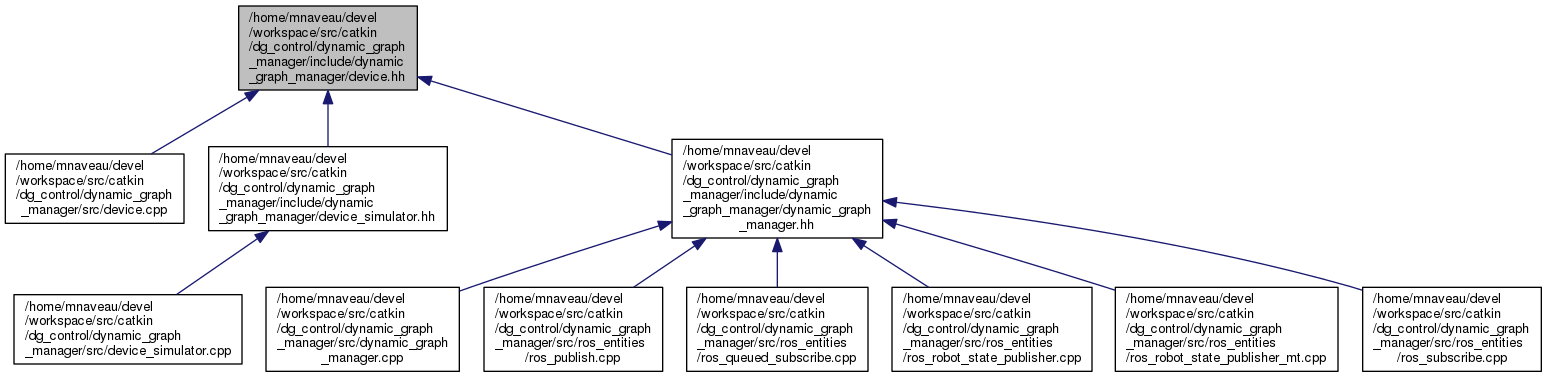 /home/mnaveau/devel
/workspace/src/catkin
/dg_control/dynamic_graph
_manager/include/dynamic
_graph_manager/device.hh
/home/mnaveau/devel
/workspace/src/catkin
/dg_control/dynamic_graph
_manager/src/device.cpp
/home/mnaveau/devel
/workspace/src/catkin
/dg_control/dynamic_graph
_manager/include/dynamic
_graph_manager/device_simulator.hh
/home/mnaveau/devel
/workspace/src/catkin
/dg_control/dynamic_graph
_manager/include/dynamic
_graph_manager/dynamic_graph
_manager.hh
/home/mnaveau/devel
/workspace/src/catkin
/dg_control/dynamic_graph
_manager/src/device_simulator.cpp
/home/mnaveau/devel
/workspace/src/catkin
/dg_control/dynamic_graph
_manager/src/dynamic_graph
_manager.cpp
/home/mnaveau/devel
/workspace/src/catkin
/dg_control/dynamic_graph
_manager/src/ros_entities
/ros_publish.cpp
/home/mnaveau/devel
/workspace/src/catkin
/dg_control/dynamic_graph
_manager/src/ros_entities
/ros_queued_subscribe.cpp
/home/mnaveau/devel
/workspace/src/catkin
/dg_control/dynamic_graph
_manager/src/ros_entities
/ros_robot_state_publisher.cpp
/home/mnaveau/devel
/workspace/src/catkin
/dg_control/dynamic_graph
_manager/src/ros_entities
/ros_robot_state_publisher_mt.cpp
/home/mnaveau/devel
/workspace/src/catkin
/dg_control/dynamic_graph
_manager/src/ros_entities
/ros_subscribe.cpp